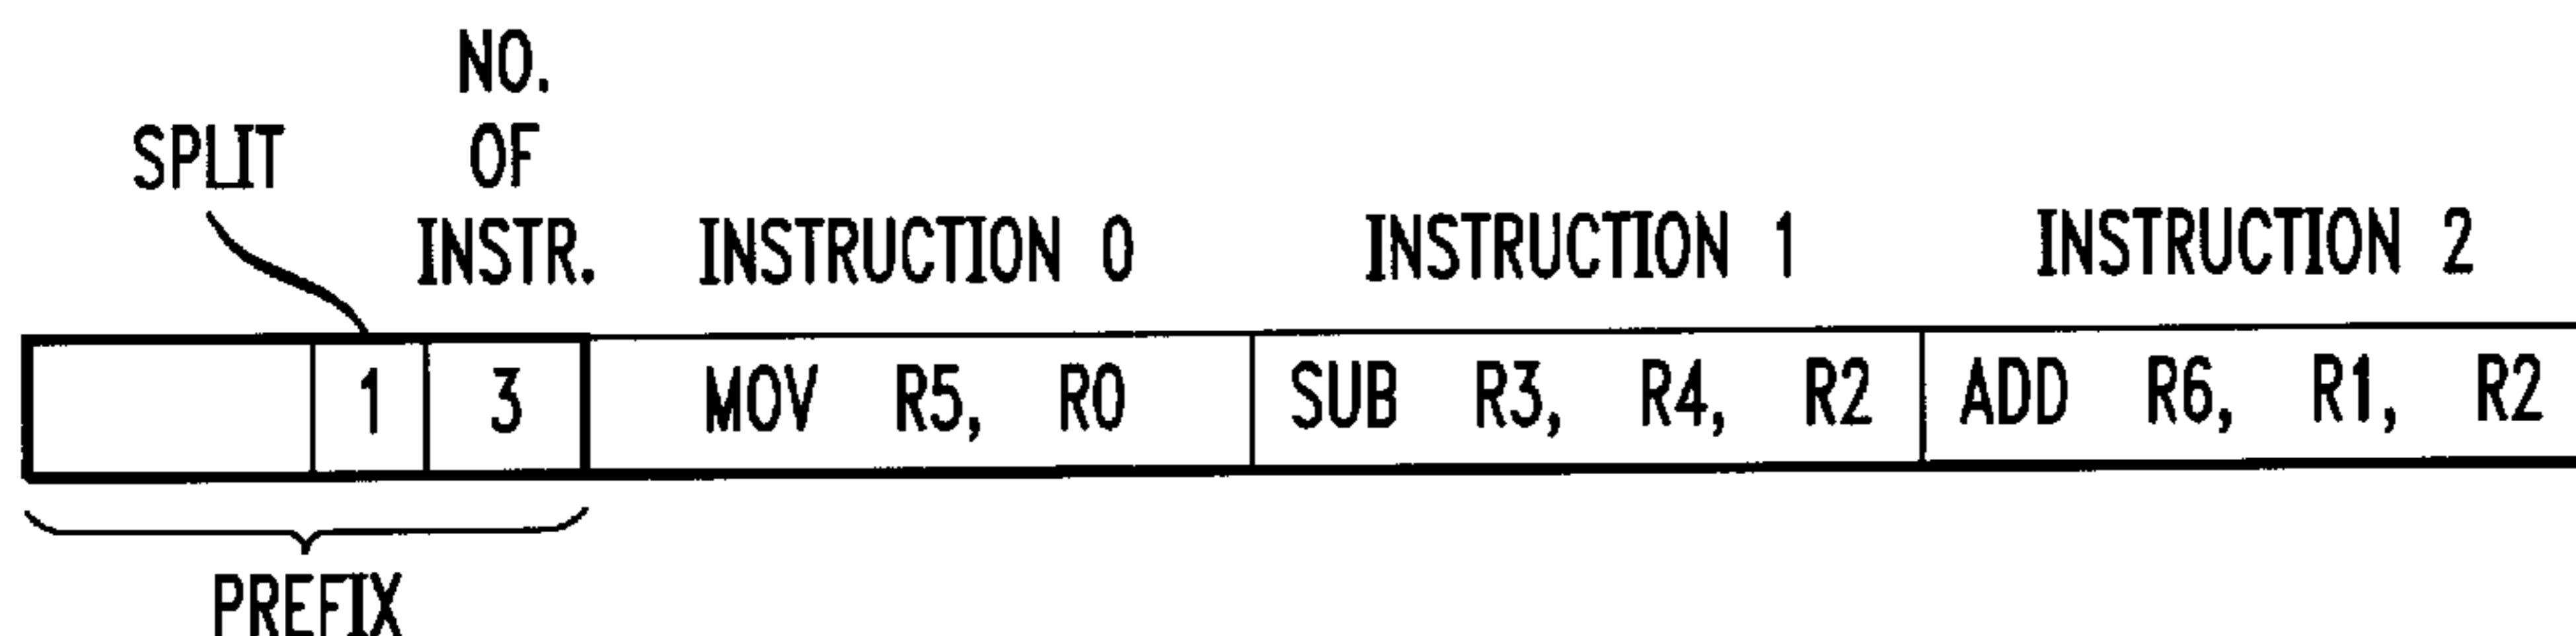 NO.
SPLIT OF
INSTR. INSTRUCTION 0 INSTRUCTION 1 INSTRUCTION 2
1 3 MOV R5, R0 SUB R3, R4, R2 ADD R6, R1, R2
PREFIX